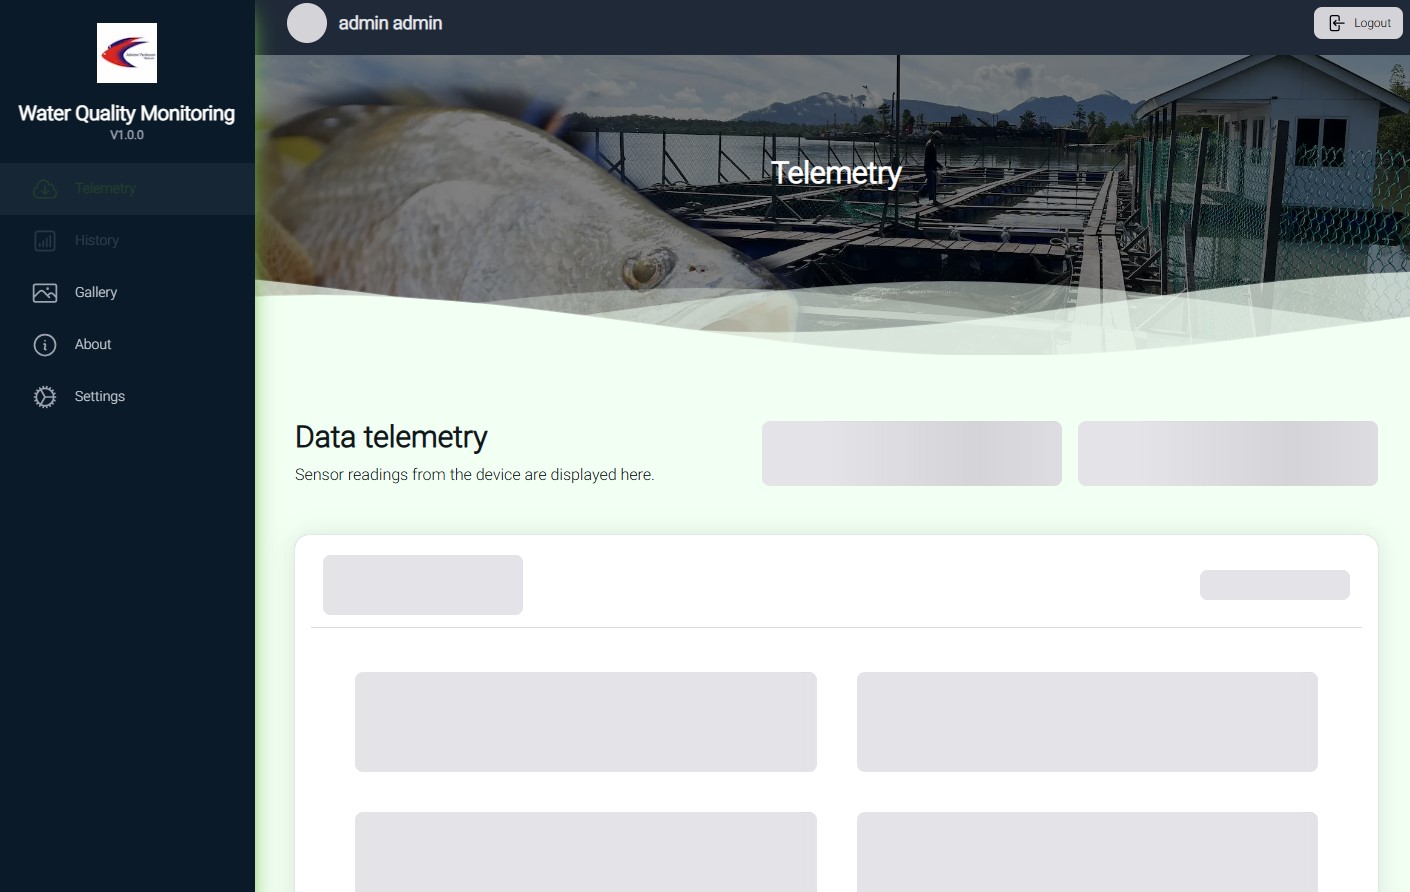 Water Quality Monitoring
V1.0.0
Telemetry
History
Gallery
About
Settings
admin admin
Logout
Telemetry
Data telemetry
Sensor readings from the device are displayed here.